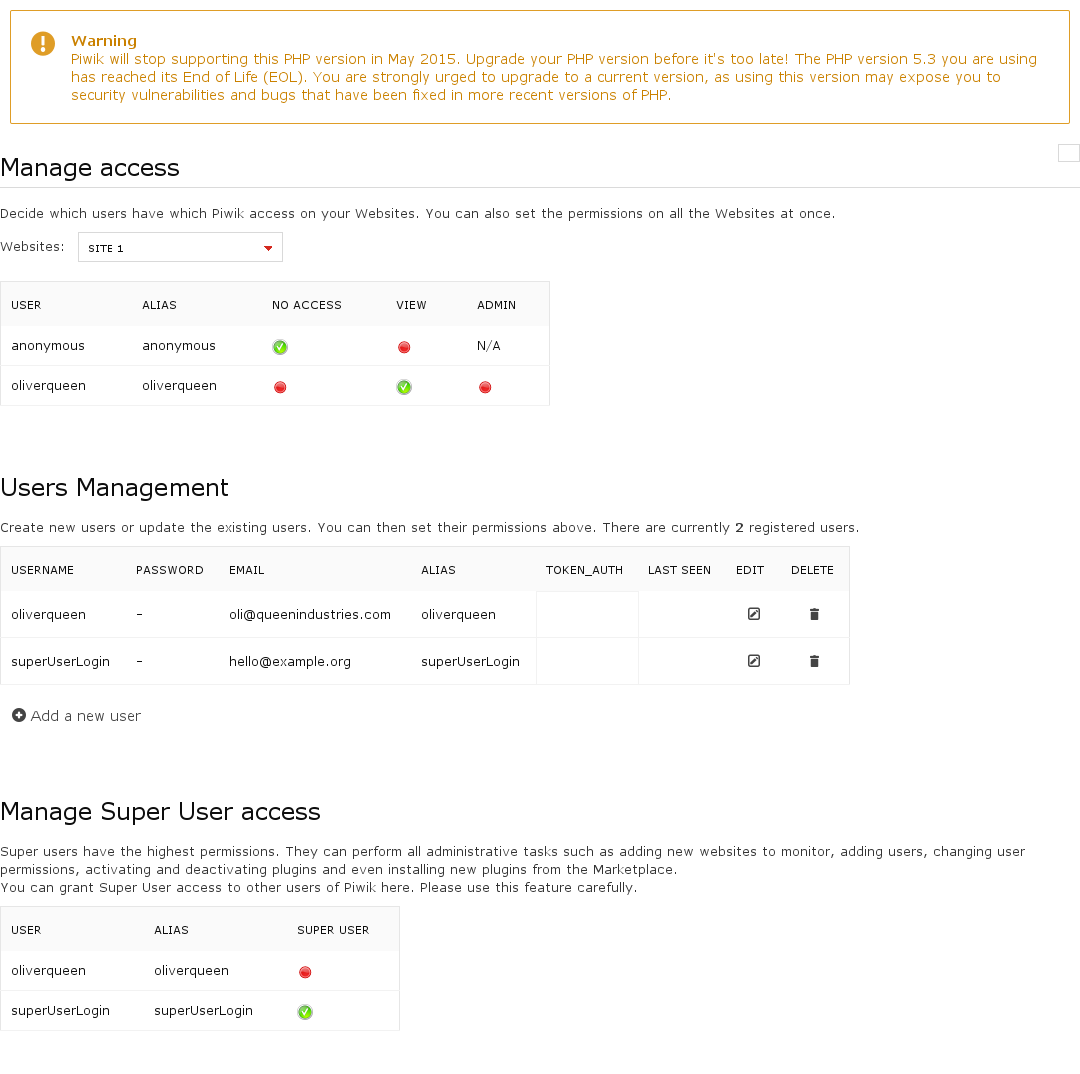 Warning
Piwik will stop supporting this PHP version in May 2015. Upgrade your PHP version before it's too late! The PHP version 5.3 you are using
has reached its End of Life (EOL). You are strongly urged to upgrade to a current version, as using this version may expose you to
security vulnerabilities and bugs that have been fixed in more recent versions of PHP.
Manage access
Decide which users have which Piwik access on your Websites. You can also set the permissions on all the Websites at once.
Websites: SITE 1
USER ALIAS NO ACCESS VIEW ADMIN
anonymous anonymous N/A
oliverqueen oliverqueen
Users Management
Create new users or update the existing users. You can then set their permissions above. There are currently 2 registered users.
USERNAME PASSWORD EMAIL ALIAS TOKEN_AUTH LAST SEEN EDIT DELETE
oliverqueen - oli@queenindustries.com oliverqueen
superUserLogin - hello@example.org superUserLogin
Add a new user
Manage Super User access
Super users have the highest permissions. They can perform all administrative tasks such as adding new websites to monitor, adding users, changing user
permissions, activating and deactivating plugins and even installing new plugins from the Marketplace.
You can grant Super User access to other users of Piwik here. Please use this feature carefully.
USER ALIAS SUPER USER
oliverqueen oliverqueen
superUserLogin superUserLogin